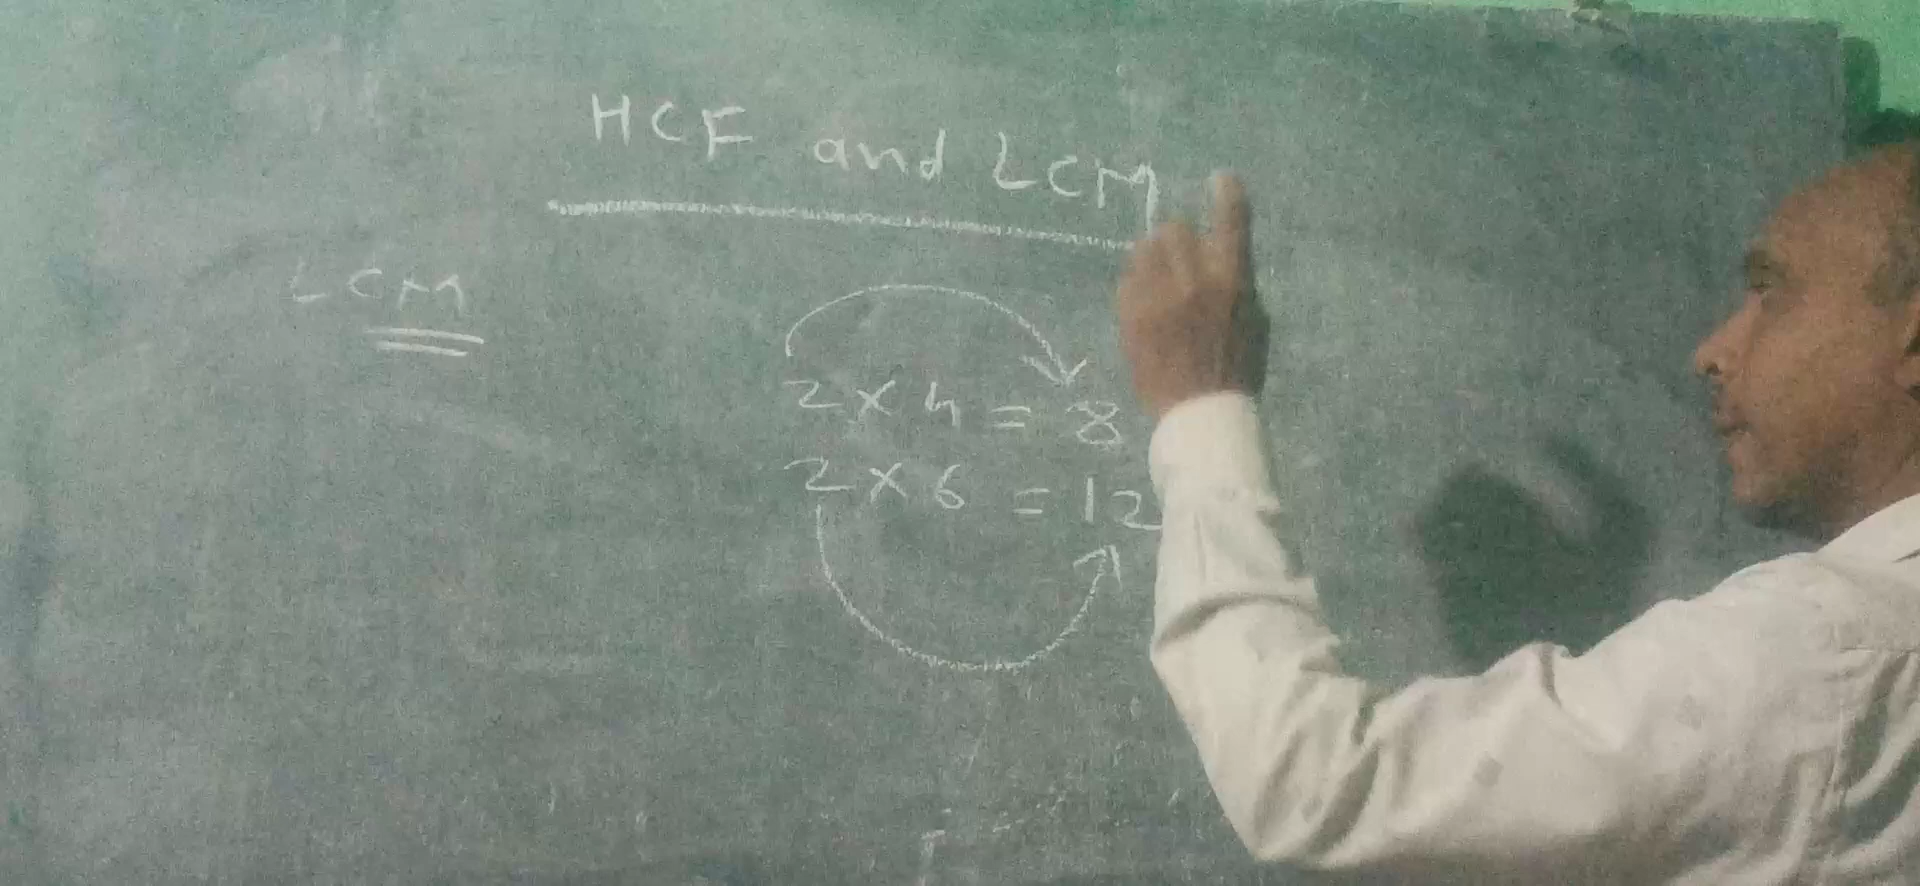 HCF and LCM
LCM
2 × 4 = 8
2 × 6 = 12